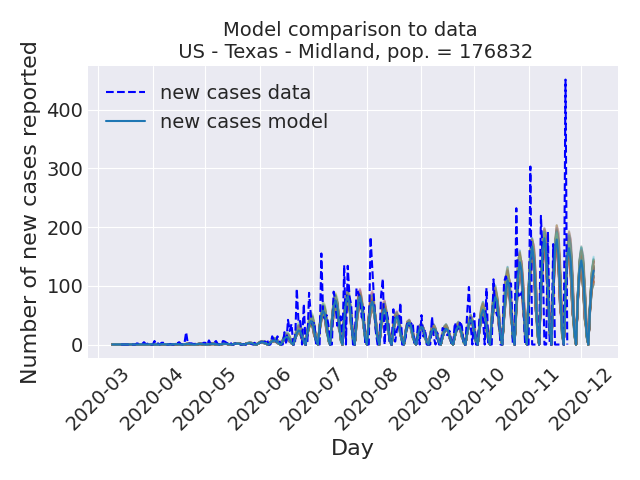 Model comparison to data
US - Texas - Midland, pop. = 176832
Number of new cases reported
400
300
200
100
0
new cases data
new cases model
2020-03
2020-04
2020-05
2020-06
2020-07
2020-08
2020-09
2020-10
2020-11
2020-12
Day